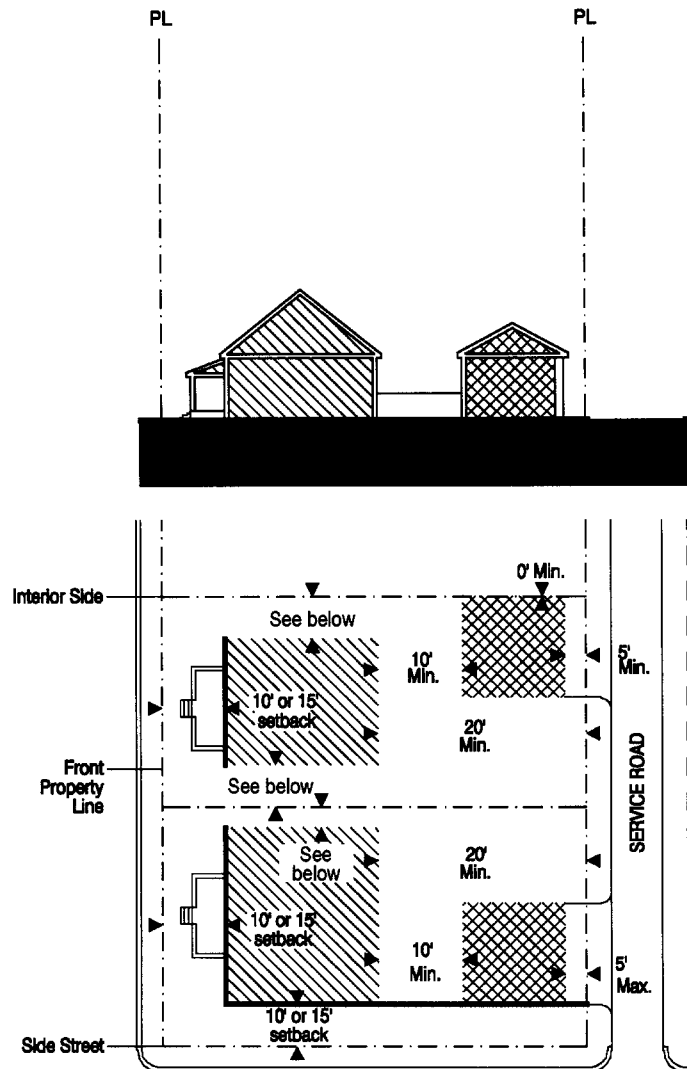 PL
PL
0' Min.
Interior Side
See below
10'
Min.
5'
Min.
10' or 15'
setback
20'
Min.
Front
Property
Line
See below
SERVICE ROAD
See
below
20'
Min.
10' or 15'
setback
10'
Min.
5'
Max.
10' or 15'
setback
Side Street